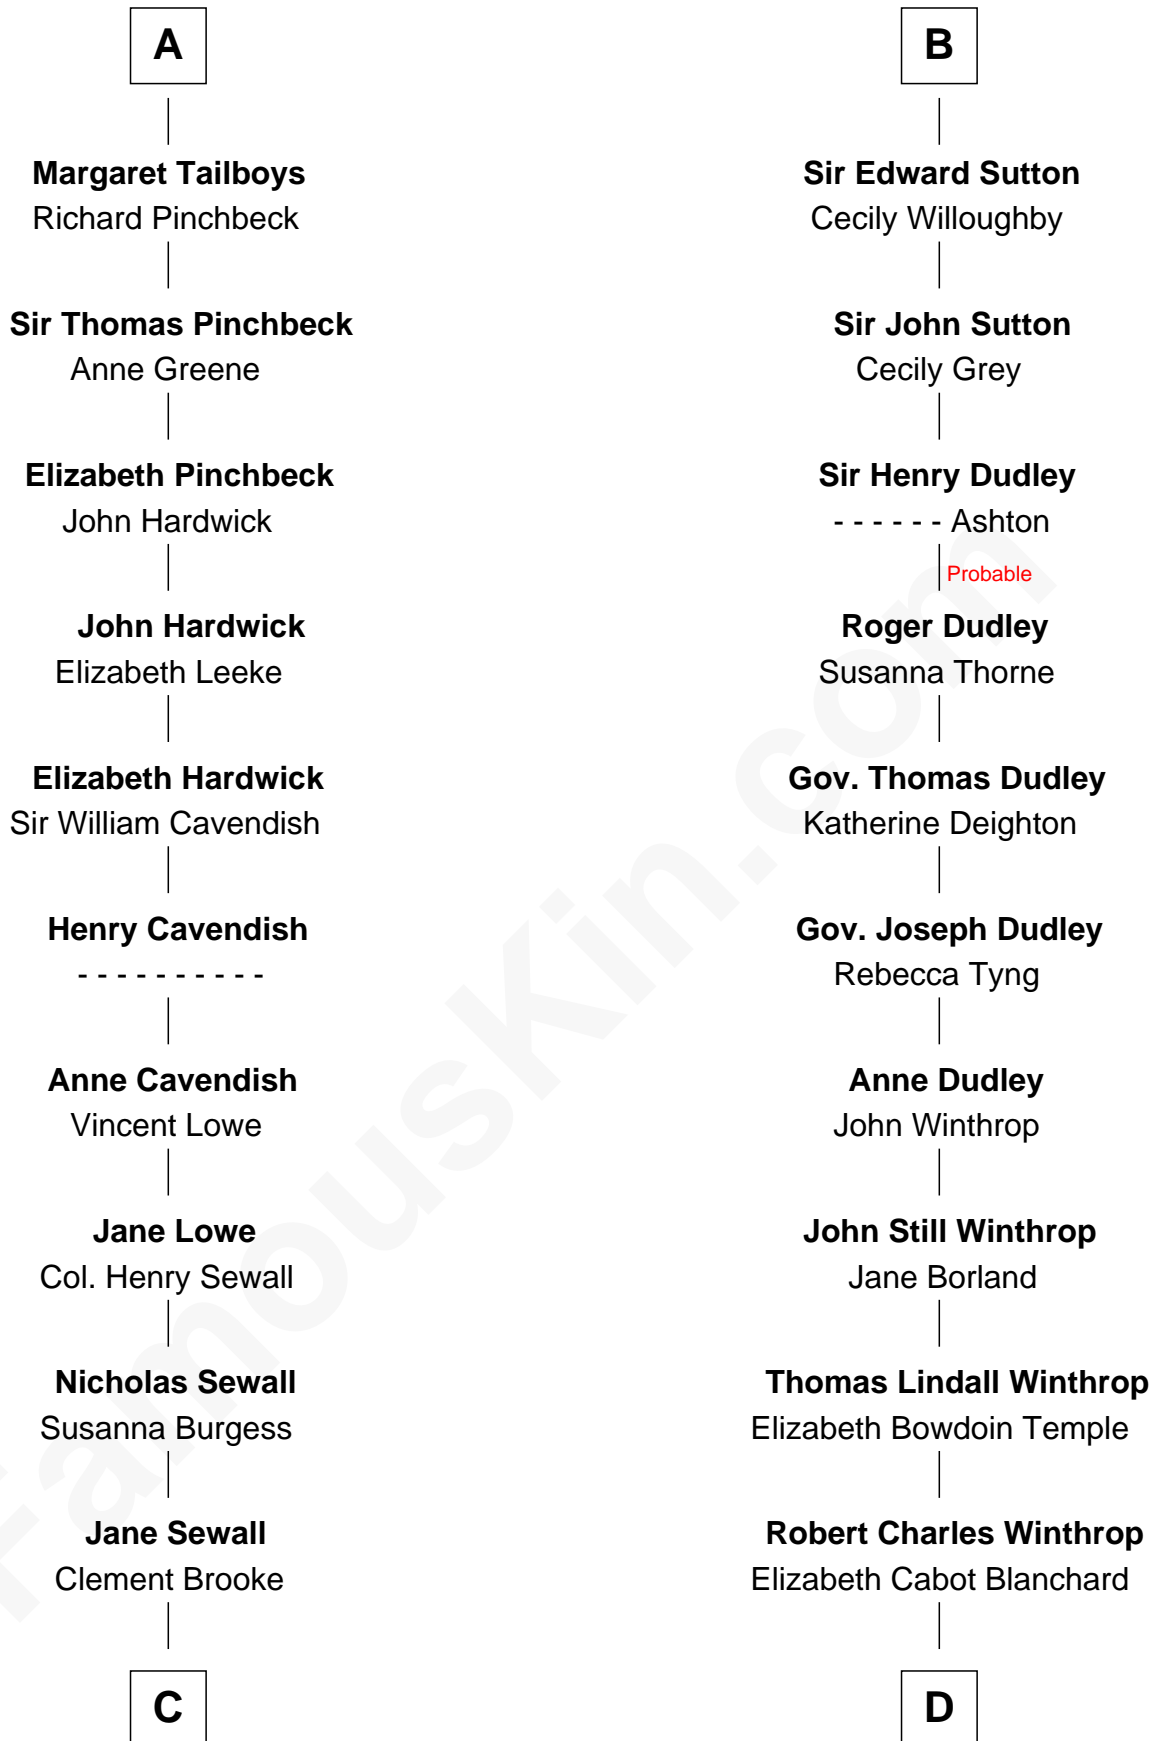 A
Margaret Tailboys
Richard Pinchbeck
Sir Thomas Pinchbeck
Anne Greene
Elizabeth Pinchbeck
John Hardwick
John Hardwick
Elizabeth Leeke
Elizabeth Hardwick
Sir William Cavendish
Henry Cavendish
- - - - - - - - - -
Anne Cavendish
Vincent Lowe
Jane Lowe
Col. Henry Sewall
Nicholas Sewall
Susanna Burgess
Jane Sewall
Clement Brooke
C
B
Sir Edward Sutton
Cecily Willoughby
Sir John Sutton
Cecily Grey
Sir Henry Dudley
- - - - - - Ashton
Probable
Roger Dudley
Susanna Thorne
Gov. Thomas Dudley
Katherine Deighton
Gov. Joseph Dudley
Rebecca Tyng
Anne Dudley
John Winthrop
John Still Winthrop
Jane Borland
Thomas Lindall Winthrop
Elizabeth Bowdoin Temple
Robert Charles Winthrop
Elizabeth Cabot Blanchard
D
FamousKin.com